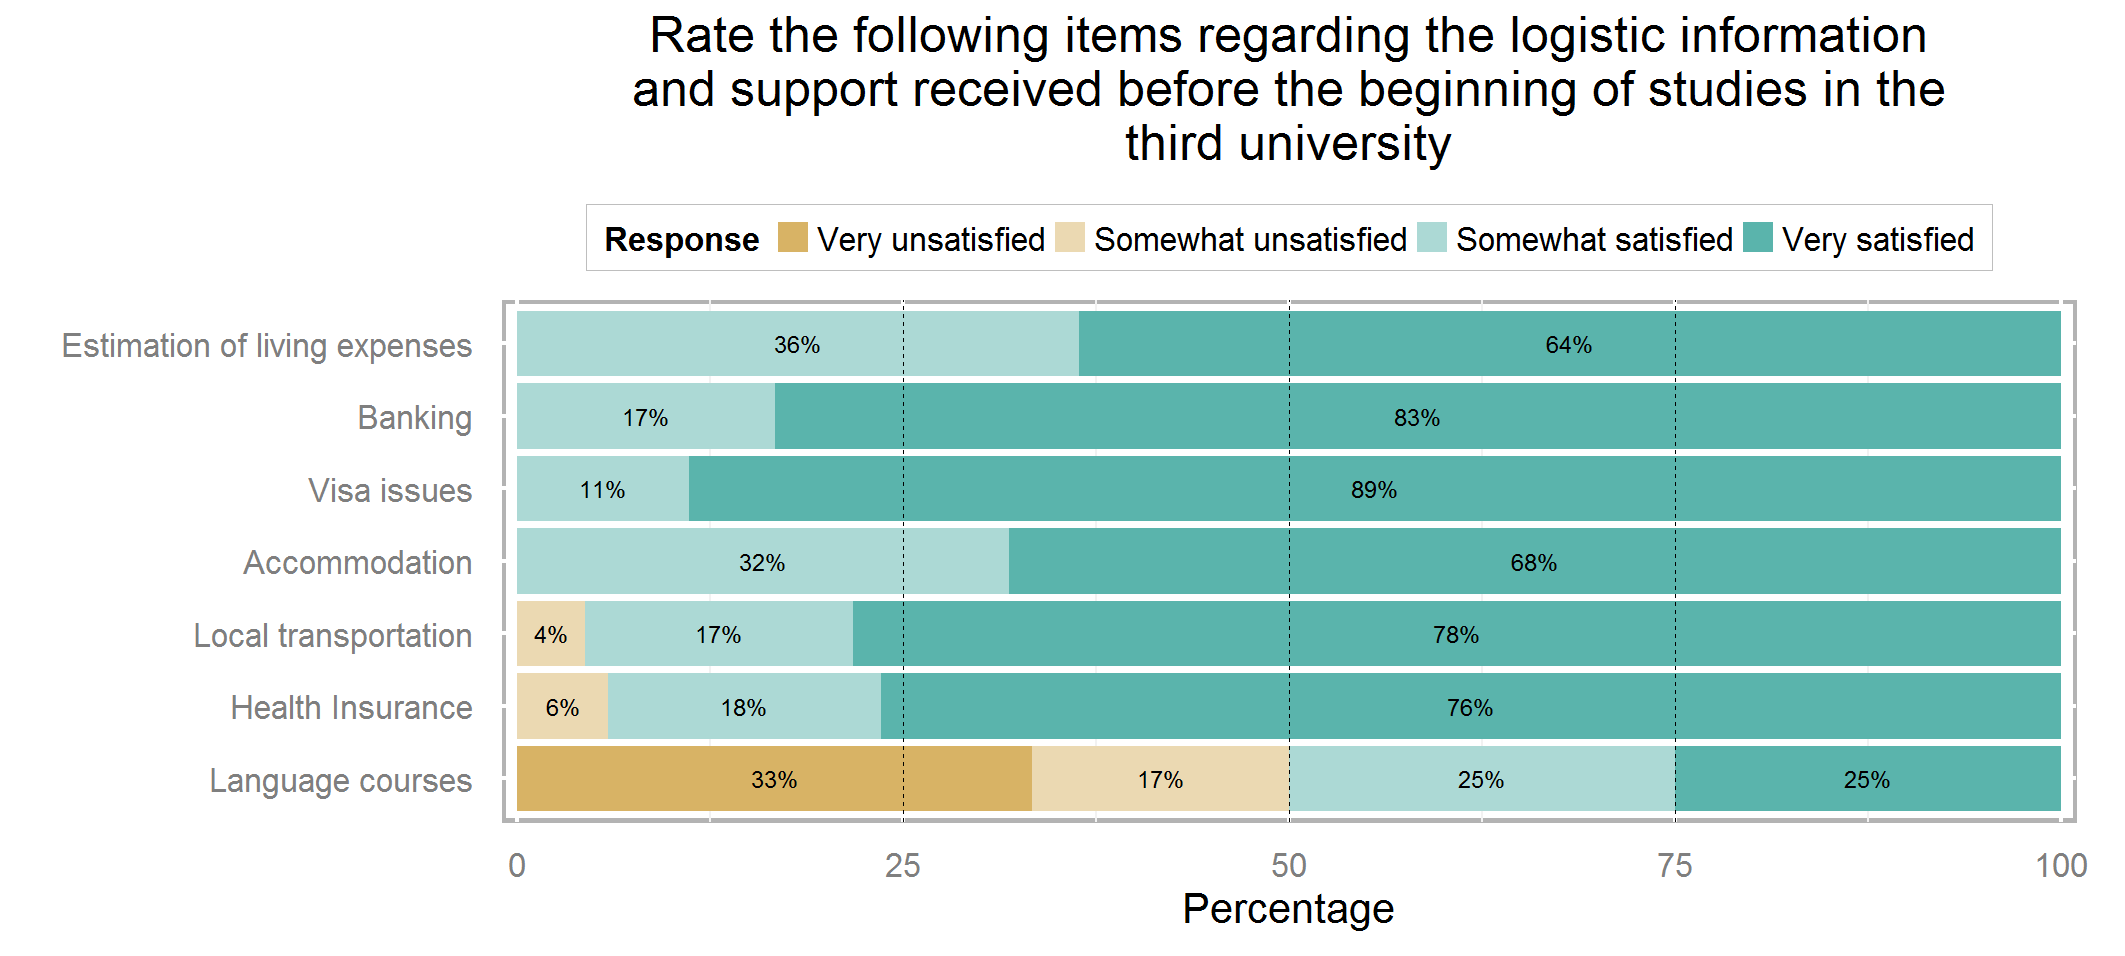 Rate the following items regarding the logistic information
and support received before the beginning of studies in the
third university
Response Very unsatisfied Somewhat unsatisfied Somewhat satisfied Very satisfied
Estimation of living expenses 36% 64%
Banking 17% 83%
Visa issues 11% 89%
Accommodation 32% 68%
Local transportation 4% 17% 78%
Health Insurance 6% 18% 76%
Language courses 33% 17% 25% 25%
0 25 50 75 100
Percentage